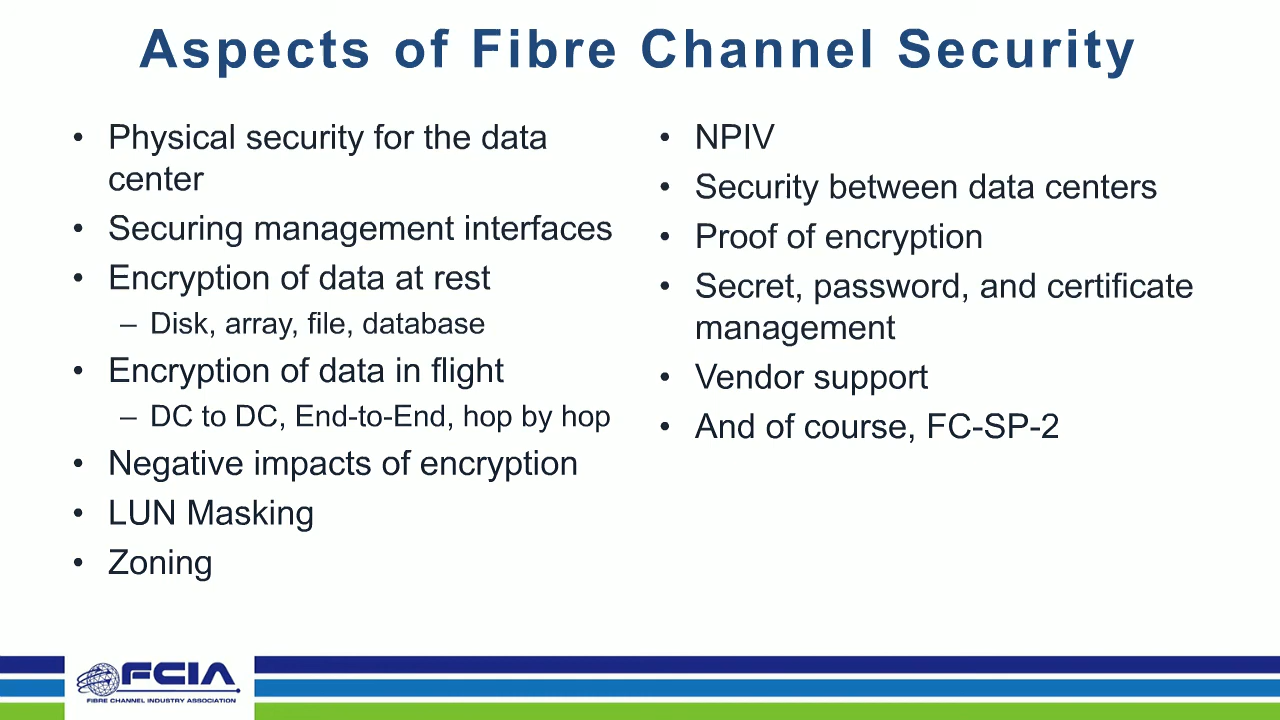 Aspects of Fibre Channel Security
• Physical security for the data
center
• Securing management interfaces
• Encryption of data at rest
– Disk, array, file, database
• Encryption of data in flight
– DC to DC, End-to-End, hop by hop
• Negative impacts of encryption
• LUN Masking
• Zoning
• NPIV
• Security between data centers
• Proof of encryption
• Secret, password, and certificate
management
• Vendor support
• And of course, FC-SP-2
FCIA
FIBRE CHANNEL INDUSTRY ASSOCIATION